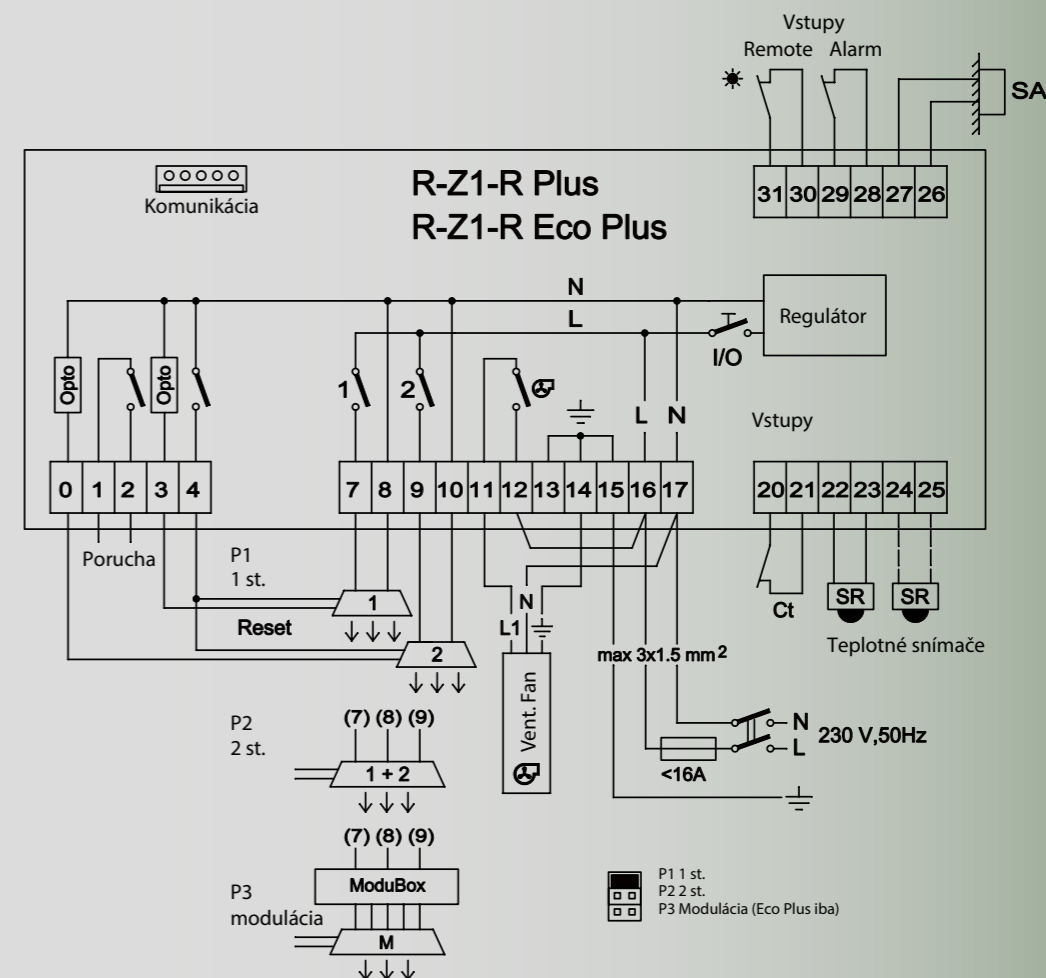 Vstupy
Remote Alarm
SA
31 30 29 28 27 26
Komunikácia
R-Z1-R Plus
R-Z1-R Eco Plus
N
L
Regulátor
I/O
Opto
Opto
1
2
L N
Vstupy
0 1 2 3 4
7 8 9 10 11 12 13 14 15 16 17
20 21 22 23 24 25
Porucha
P1
1 st.
1
Reset
2
N
L1
Vent. Fan
max 3x1.5 mm2
Ct
SR
SR
Teplotné snímače
N
L
230 V,50Hz
<16A
P2
2 st.
(7) (8) (9)
1 + 2
(7) (8) (9)
P3
modulácia
ModuBox
M
P1 1 st.
P2 2 st.
P3 Modulácia (Eco Plus iba)